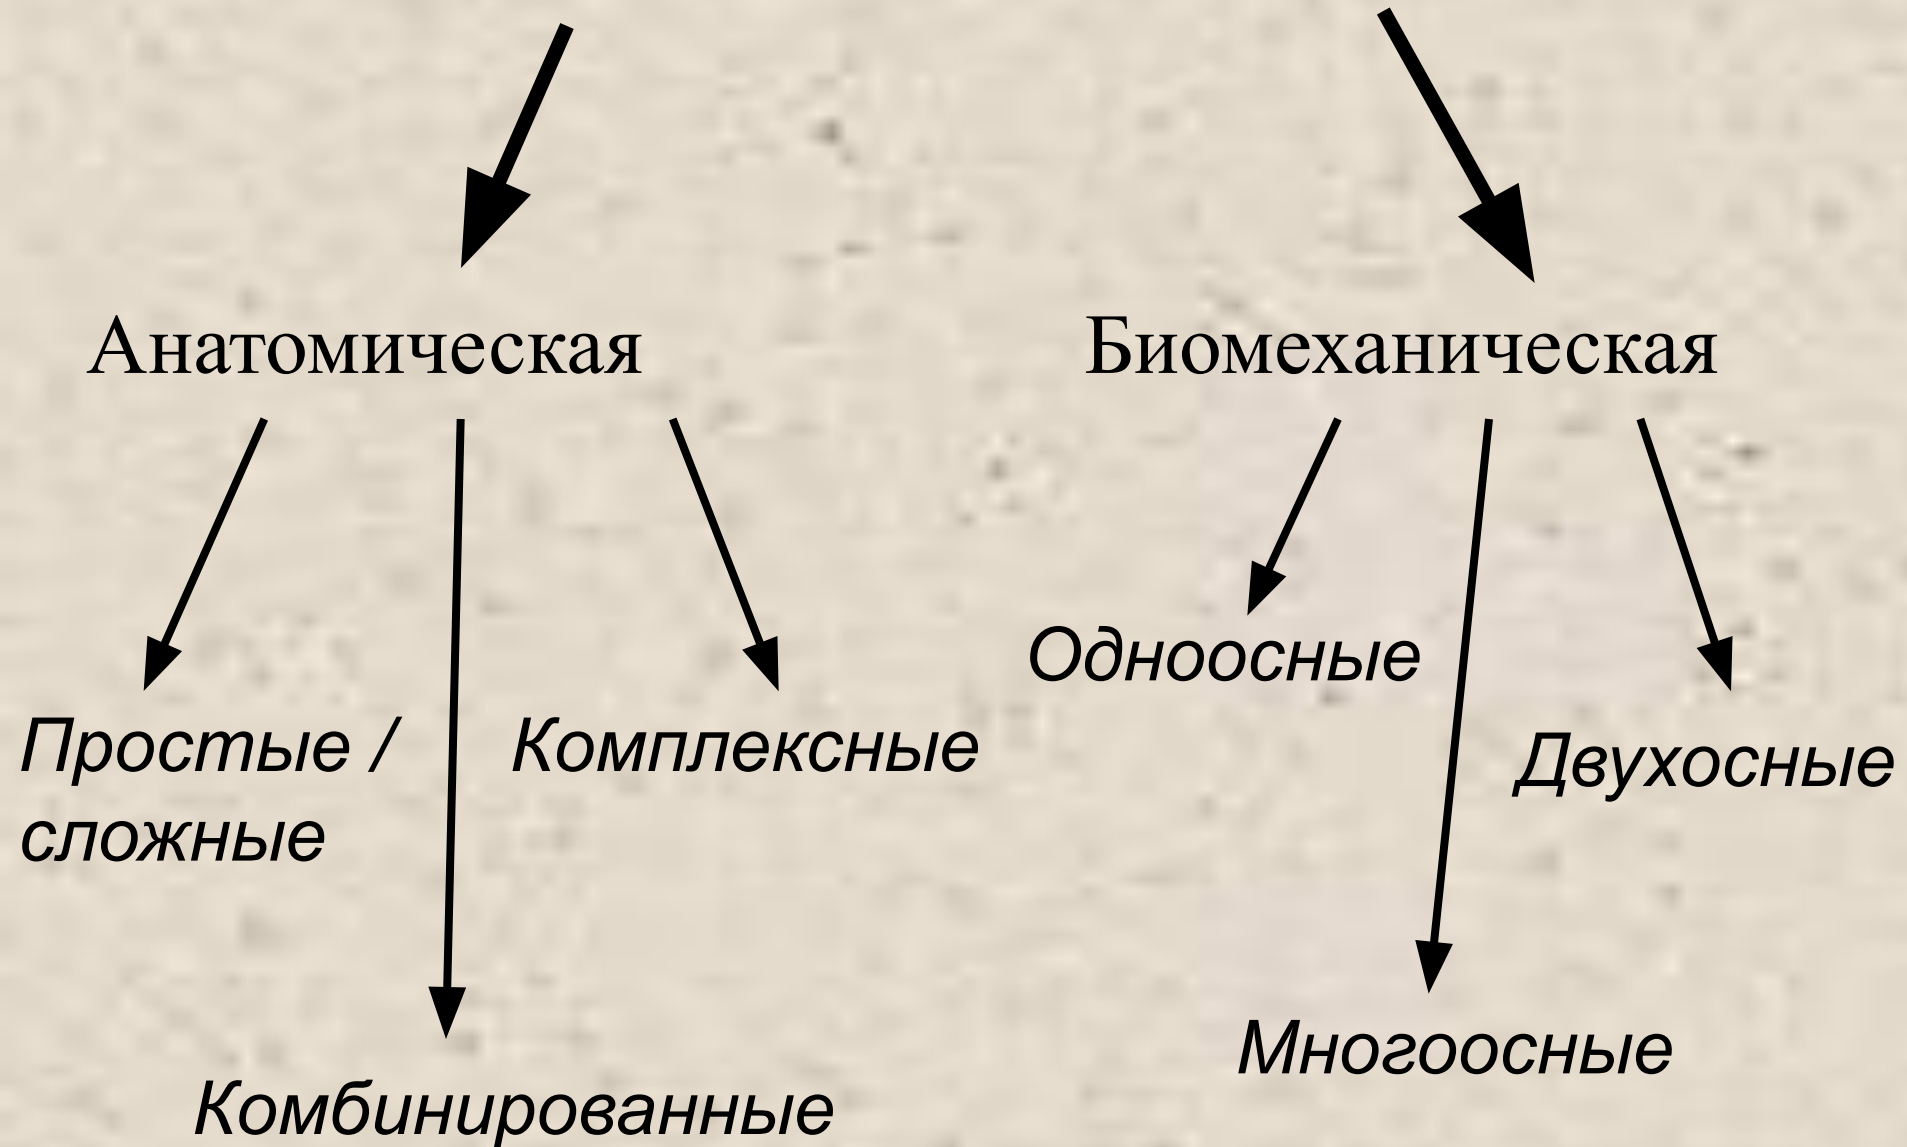 Анатомическая
Биомеханическая
Простые /
сложные
Комплексные
Комбинированные
Одноосные
Двухосные
Многоосные